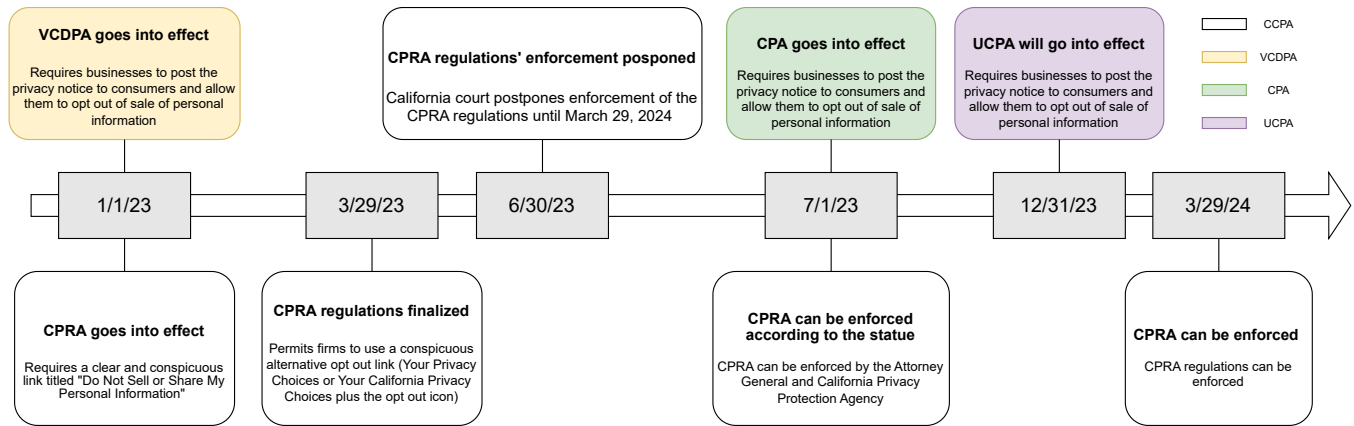 VCDPA goes into effect
Requires businesses to post the
privacy notice to consumers and allow
them to opt out of sale of personal
information
CPRA regulations' enforcement posponed
California court postpones enforcement of the
CPRA regulations until March 29, 2024
CPA goes into effect
Requires businesses to post the
privacy notice to consumers and
allow them to opt out of sale of
personal information
UCPA will go into effect
Requires businesses to post the
privacy notice to consumers and
allow them to opt out of sale of
personal information
CCPA
VCDPA
CPA
UCPA
1/1/23
3/29/23
6/30/23
7/1/23
12/31/23
3/29/24
CPRA goes into effect
Requires a clear and conspicuous
link titled "Do Not Sell or Share My
Personal Information"
CPRA regulations finalized
Permits firms to use a conspicuous
alternative opt out link (Your Privacy
Choices or Your California Privacy
Choices plus the opt out icon)
CPRA can be enforced
according to the statue
CPRA can be enforced by the Attorney
General and California Privacy
Protection Agency
CPRA can be enforced
CPRA regulations can be
enforced